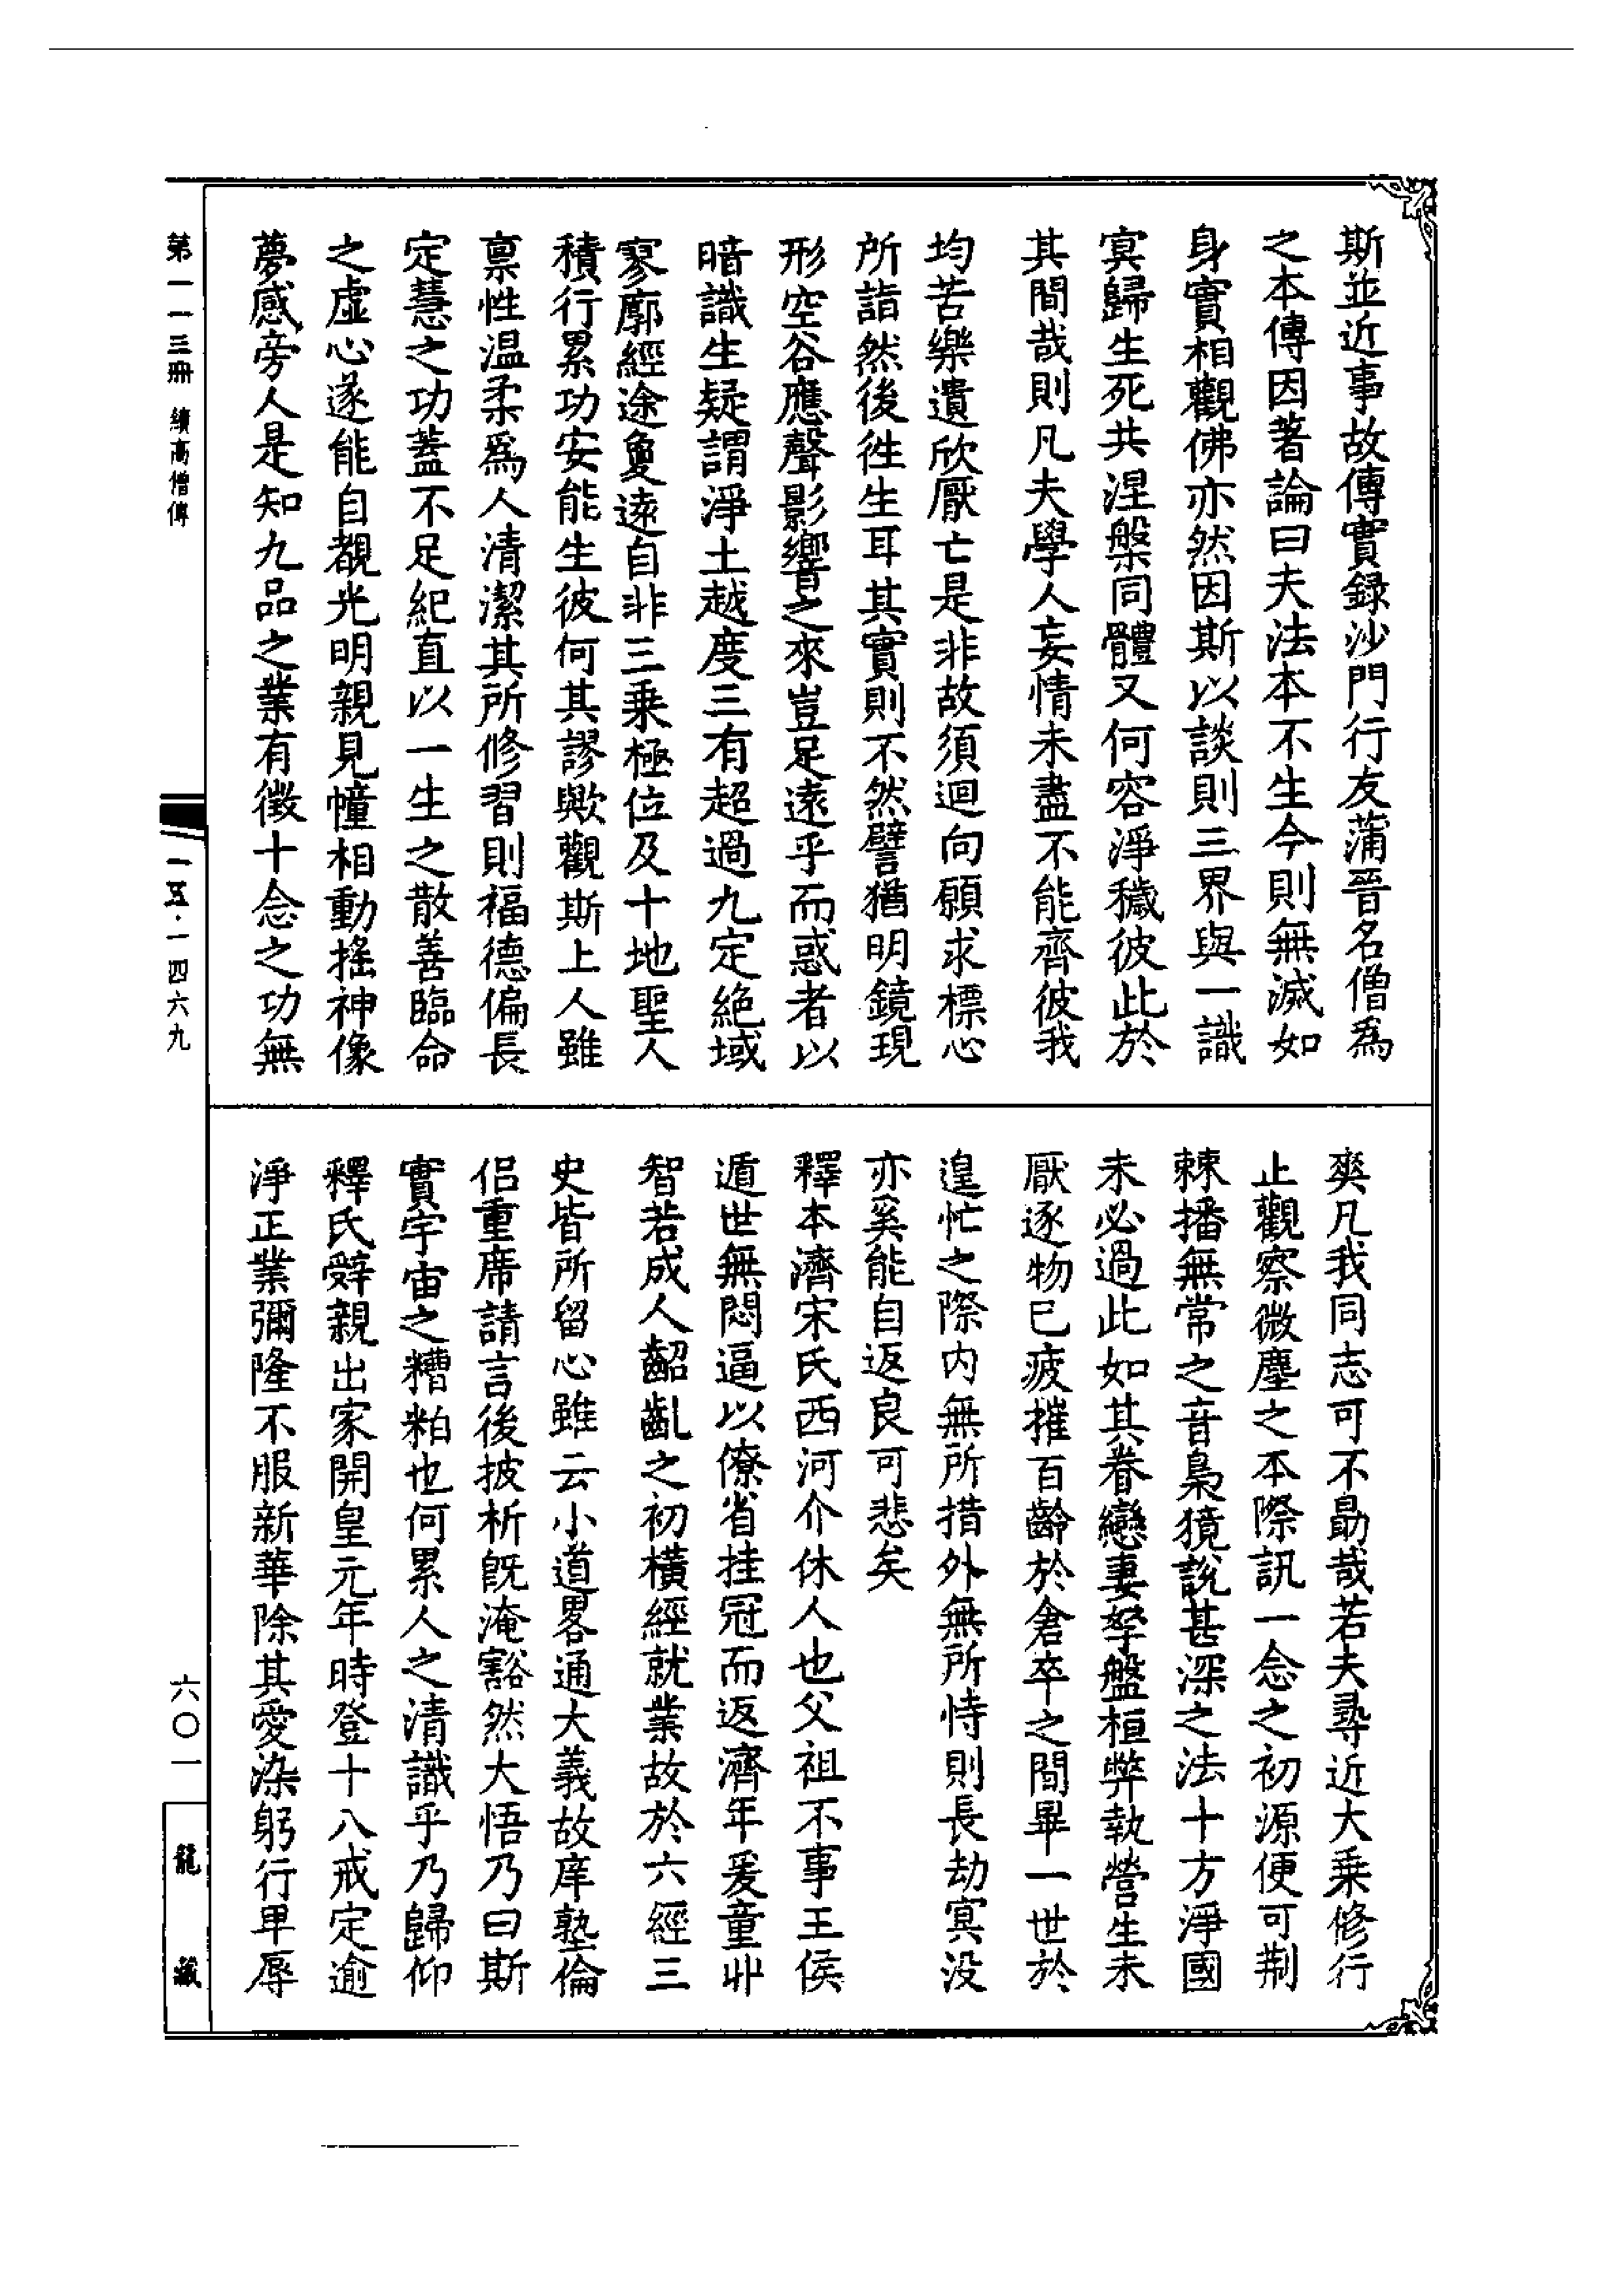 斯並近事故傳實録沙門行友蒲晉名僧爲
之本傳因著論曰夫法本不生今則無滅如
身實相觀佛亦然因斯以談則三界與一識
冥歸生死共涅槃同體又何容淨穢彼此於
其間哉則凡夫學人妄情未盡不能齊彼我
均苦樂遺欣厭亡是非故須迴向願求標心
所詣然後徃生耳其實則不然譬猶明鏡現
形空谷應聲影響之來豈足遠乎而惑者以
暗識生疑謂淨土越度三有超過九定絶域
寥廓經途敻遠自非三乗極位及十地聖人
積行累功安能生彼何其謬歟觀斯上人雖
禀性温柔爲人清潔其所修習則福德偏長
定慧之功蓋不足紀直以一生之散善臨命
之虛心遂能自覩光明親見幢相動搖神像
夢感旁人是知九品之業有徵十念之功無
爽凡我同志可不勗哉若夫尋近大乗修行
止觀察微塵之本際訊一念之初源便可荆
棘播無常之音梟獍說甚深之法十方淨國
未必過此如其眷戀妻孥盤桓弊執營生未
厭逐物已疲摧百齡於倉卒之間畢一世於
遑忙之際内無所措外無所恃則長劫冥没
亦奚能自返良可悲矣
釋本濟宋氏西河介休人也父祖不事王侯
遁世無悶逼以僚省挂冠而返濟年爰童丱
智若成人齠齔之初横經就業故於六經三
史皆所留心雖云小道畧通大義故庠塾倫
侣重席請言後披析旣淹豁然大悟乃曰斯
實宇宙之糟粕也何累人之清識乎乃歸仰
釋氏辤親出家開皇元年時登十八戒定逾
淨正業彌隆不服新華除其愛染躬行卑辱
第一一三冊 續高僧傳
一五·一四六九
六〇一
龍藏